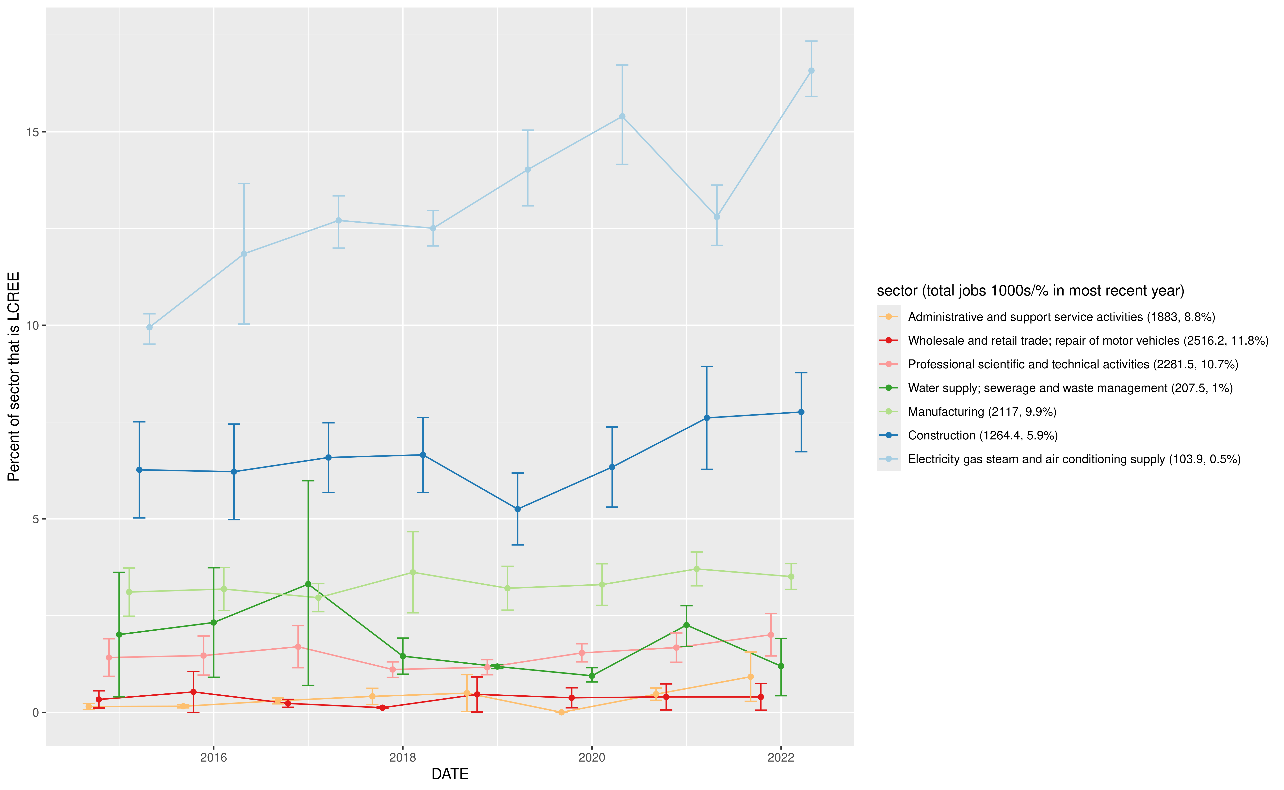 Percent of sector that is LCREE
15
10
5
0
2016
2018
2020
2022
DATE
sector (total jobs 1000s/% in most recent year)
Administrative and support service activities (1883, 8.8%)
Wholesale and retail trade; repair of motor vehicles (2516.2, 11.8%)
Professional scientific and technical activities (2281.5, 10.7%)
Water supply; sewerage and waste management (207.5, 1%)
Manufacturing (2117, 9.9%)
Construction (1264.4, 5.9%)
Electricity gas steam and air conditioning supply (103.9, 0.5%)